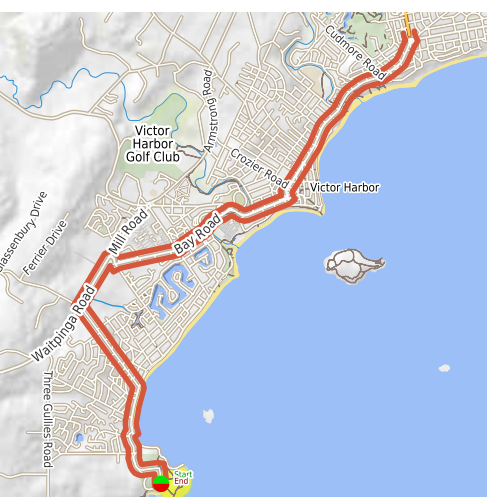 Cudmore Road
Armstrong Road
Victor
Harbor
Golf Club
Crozier Road
Victor Harbor
Glassenbury Drive
Ferrier Drive
Mill Road
Bay Road
Waitpinga Road
Three Gullies Road
Start
End